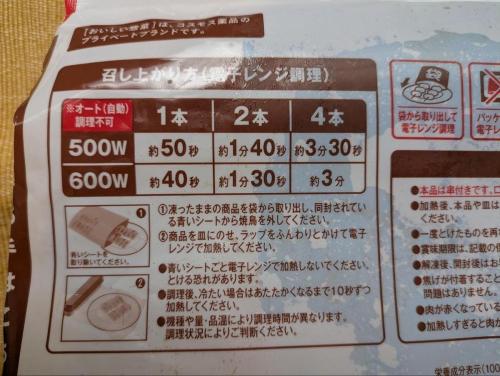 [おいしい惣菜]は、コスモス薬品の
プライベートブランドです。
召し上がり方(電子レンジ調理)
※オート(自動)調理不可 1本 2本 4本
500W 約50秒 約1分40秒 約3分30秒
600W 約40秒 約1分30秒 約3分
袋
袋から取り出して
電子レンジ調理
パッケ
電子レ
①
青いシートを
取り除いてください。
①凍ったままの商品を袋から取り出し、同封されている
青いシートから焼鳥を外してください。
②商品を皿にのせ、ラップをふんわりとかけて電子
レンジで加熱してください。
②
●青いシートごと電子レンジで加熱しないでください。
とける恐れがあります。
●調理後、冷たい場合はあたたかくなるまで10秒ずつ
加熱してください。
●機種や量・品温により調理時間が異なります。
調理状況によりご判断ください。
●本品は串付きです。
●加熱後、本品や皿は
ください。
●一度とけたものを再
●賞味期限は、記載の
●解凍後、開封後はお
●焦げが付着すること
問題はありません。
●肉が赤くなっている
●加熱しすぎると肉か
栄養成分表示(100